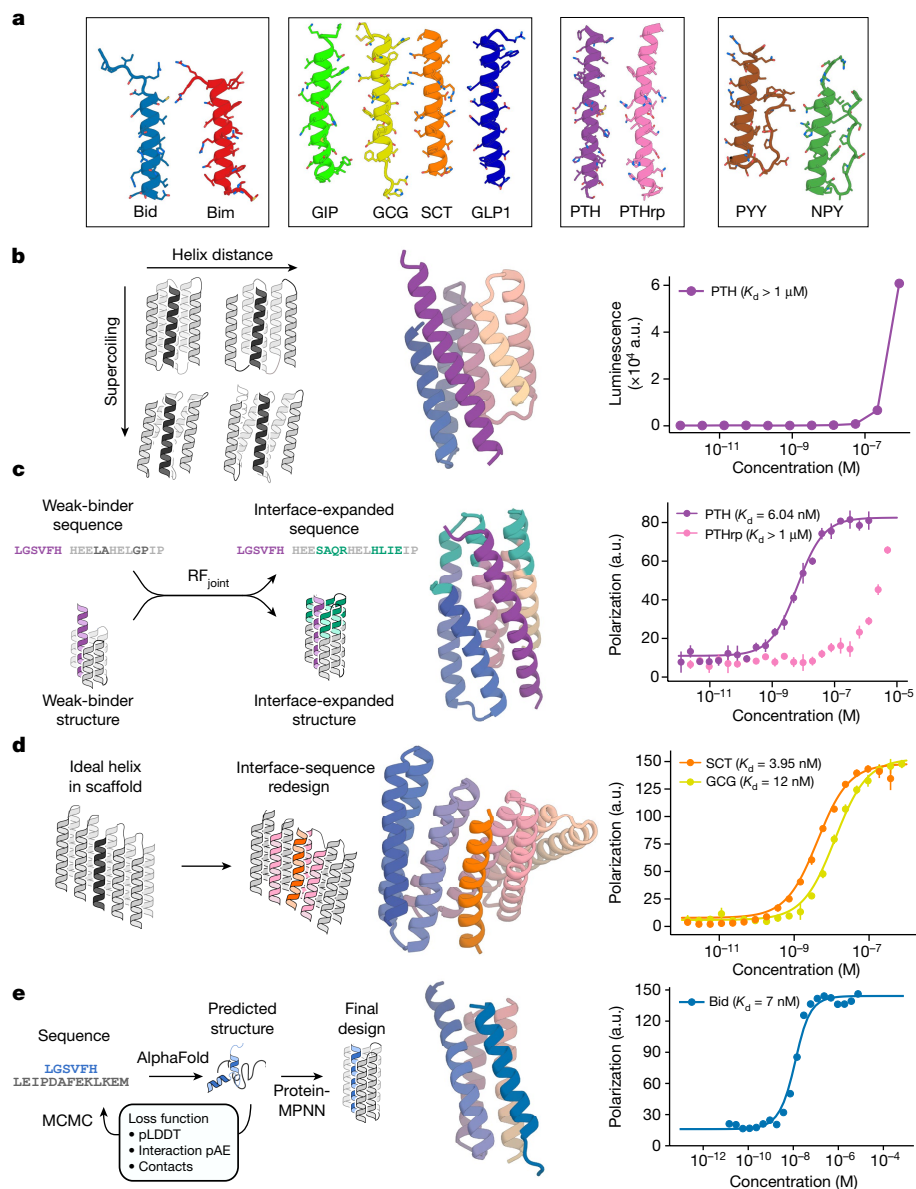 a
Bid
Bim
GIP
GCG
SCT
GLP1
PTH
PTHrp
PYY
NPY
b
Helix distance
Supercoiling
Luminescence
(×10⁴ a.u.)
6
4
2
0
PTH (Kd > 1 μM)
10⁻¹¹
10⁻⁹
10⁻⁷
Concentration (M)
c
Weak-binder
sequence
LGSVFH HEELAHELGPIP
Interface-expanded
sequence
LGSVFH HEESAQRHELHLIEIP
RFjoint
Weak-binder
structure
Interface-expanded
structure
Polarization (a.u.)
80
60
40
20
0
PTH (Kd = 6.04 nM)
PTHrp (Kd > 1 μM)
10⁻¹¹
10⁻⁹
10⁻⁷
10⁻⁵
Concentration (M)
d
Ideal helix
in scaffold
Interface-sequence
redesign
Polarization (a.u.)
150
100
75
50
25
0
SCT (Kd = 3.95 nM)
GCG (Kd = 12 nM)
10⁻¹¹
10⁻⁹
10⁻⁷
Concentration (M)
e
Sequence
LGSVFH
LEIPDAFEKLKEM
AlphaFold
Predicted
structure
Protein-
MPNN
Final
design
MCMC
Loss function
• pLDDT
• Interaction pAE
• Contacts
Polarization (a.u.)
150
120
90
60
30
0
Bid (Kd = 7 nM)
10⁻¹²
10⁻¹⁰
10⁻⁸
10⁻⁶
10⁻⁴
Concentration (M)